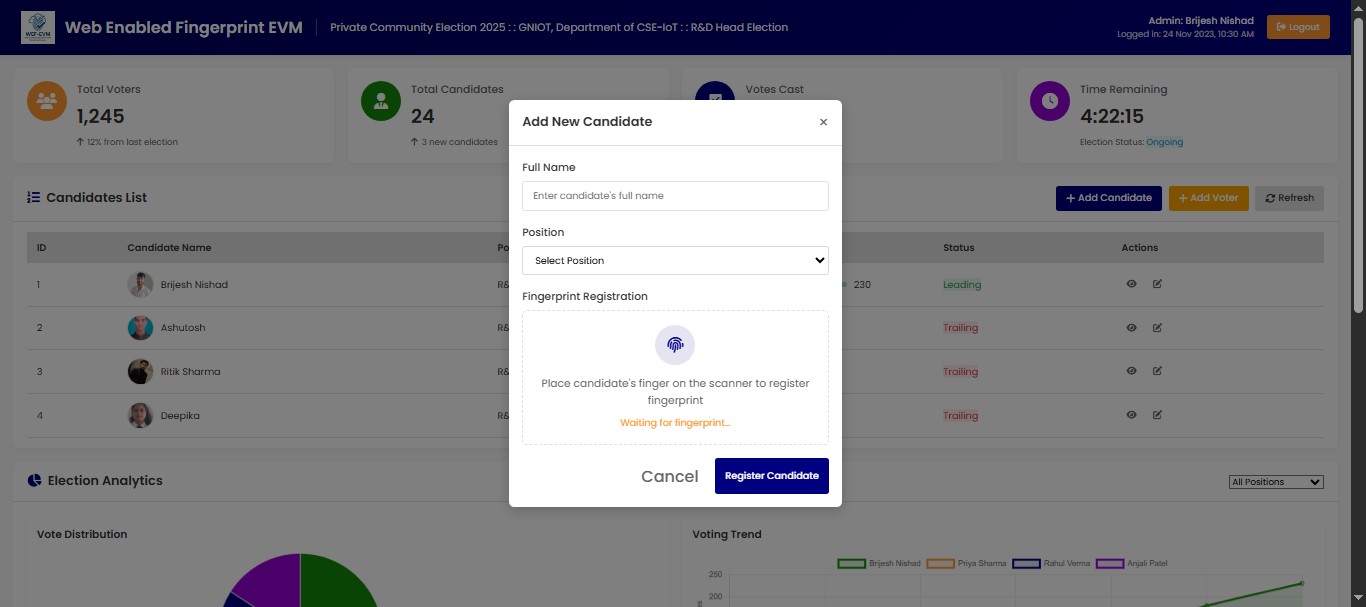 WEF-EVM
Web Enabled Fingerprint EVM
Private Community Election 2025 : : GNIOT, Department of CSE-IoT : : R&D Head Election
Admin: Brijesh Nishad
Logged in: 24 Nov 2023, 10:30 AM
Logout
Total Voters
1,245
12% from last election
Total Candidates
24
3 new candidates
Votes Cast
Time Remaining
4:22:15
Election Status: Ongoing
Candidates List
+ Add Candidate
+ Add Voter
Refresh
ID Candidate Name Po Status Actions
1 Brijesh Nishad R& 230 Leading
2 Ashutosh R& Trailing
3 Ritik Sharma R& Trailing
4 Deepika R& Trailing
Add New Candidate ×
Full Name
Enter candidate's full name
Position
Select Position
Fingerprint Registration
Place candidate's finger on the scanner to register
fingerprint
Waiting for fingerprint...
Cancel
Register Candidate
Election Analytics
All Positions
Vote Distribution
Voting Trend
Brijesh Nishad Priya Sharma Rahul Verma Anjali Patel
250
200